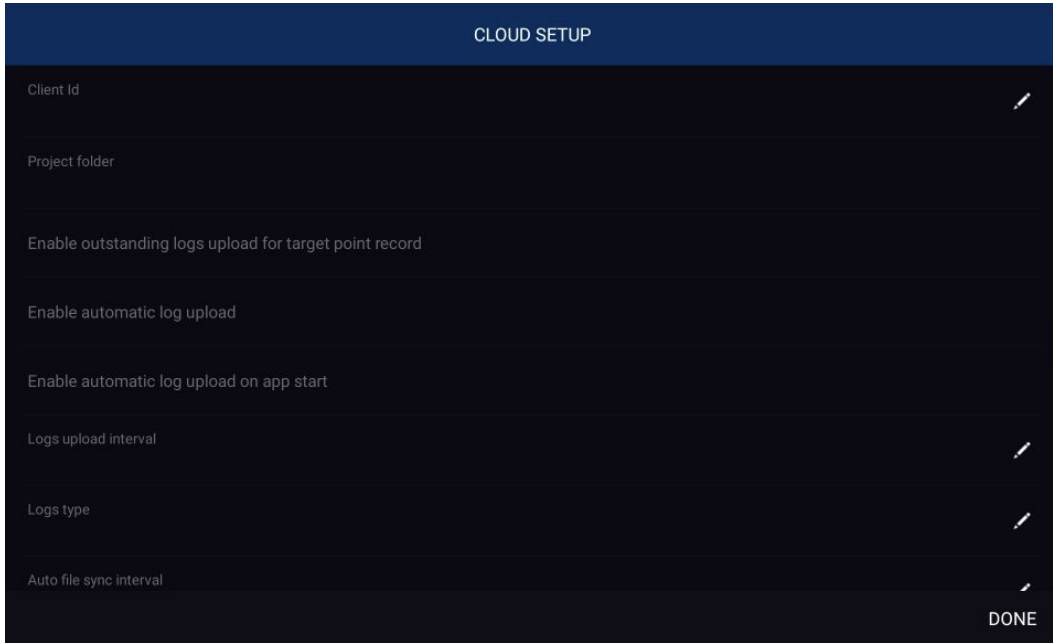 CLOUD SETUP
Client Id
Project folder
Enable outstanding logs upload for target point record
Enable automatic log upload
Enable automatic log upload on app start
Logs upload interval
Logs type
Auto file sync interval
DONE